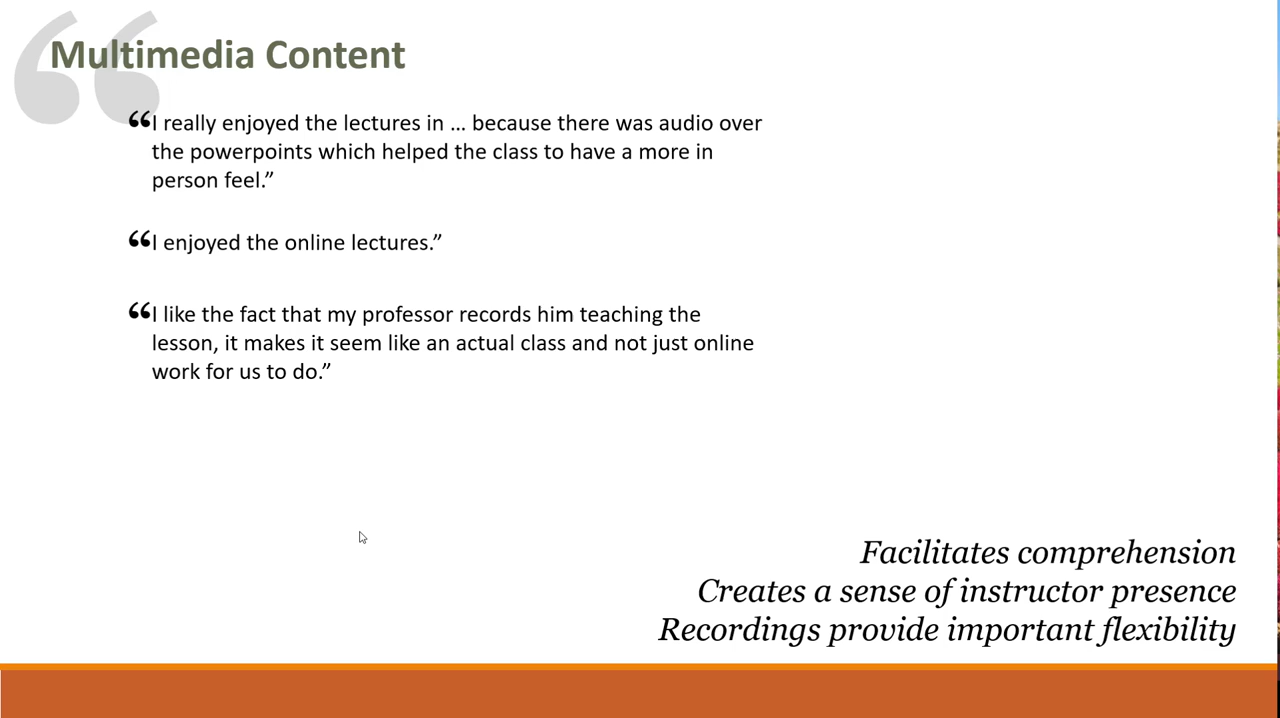 Multimedia Content
“I really enjoyed the lectures in … because there was audio over
the powerpoints which helped the class to have a more in
person feel.”
“I enjoyed the online lectures.”
“I like the fact that my professor records him teaching the
lesson, it makes it seem like an actual class and not just online
work for us to do.”
Facilitates comprehension
Creates a sense of instructor presence
Recordings provide important flexibility